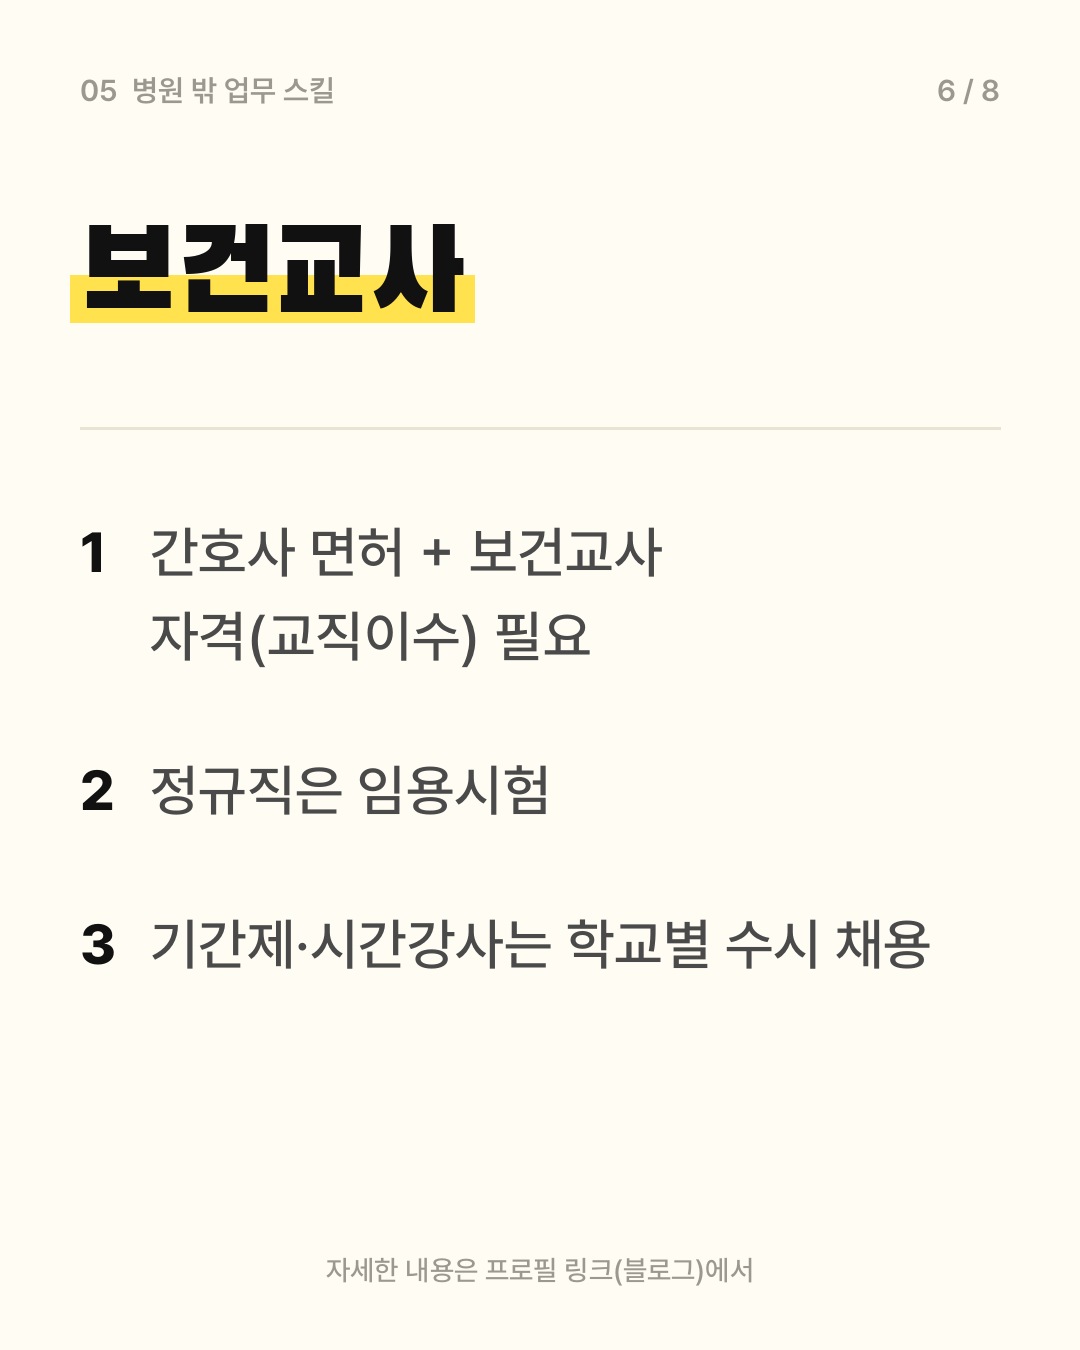 05 병원 밖 업무 스킬
6 / 8
보건교사
1 간호사 면허 + 보건교사
자격(교직이수) 필요
2 정규직은 임용시험
3 기간제·시간강사는 학교별 수시 채용
자세한 내용은 프로필 링크(블로그)에서